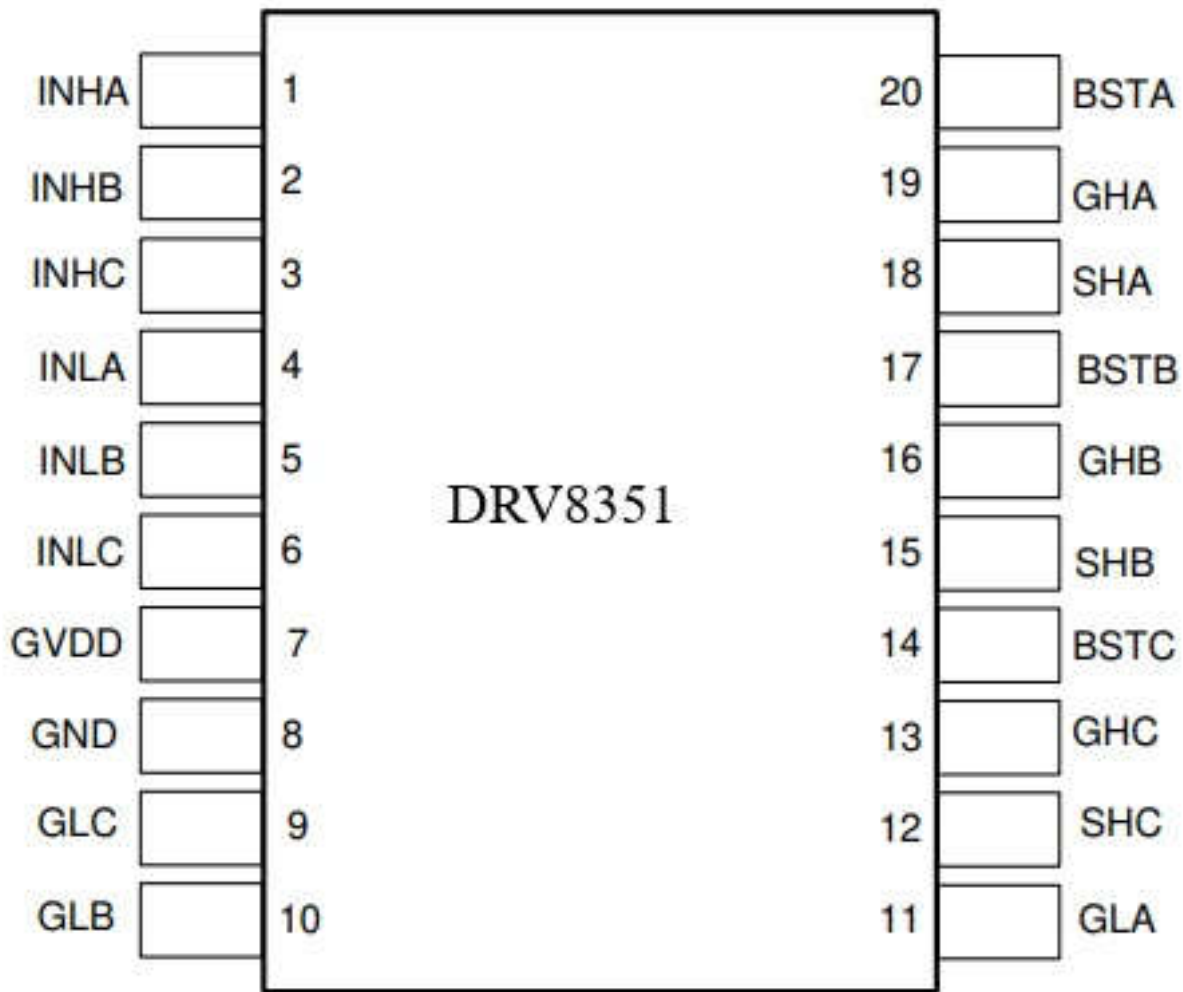 INHA 1 20 BSTA
INHB 2 19 GHA
INHC 3 18 SHA
INLA 4 17 BSTB
INLB 5 16 GHB
DRV8351
INLC 6 15 SHB
GVDD 7 14 BSTC
GND 8 13 GHC
GLC 9 12 SHC
GLB 10 11 GLA